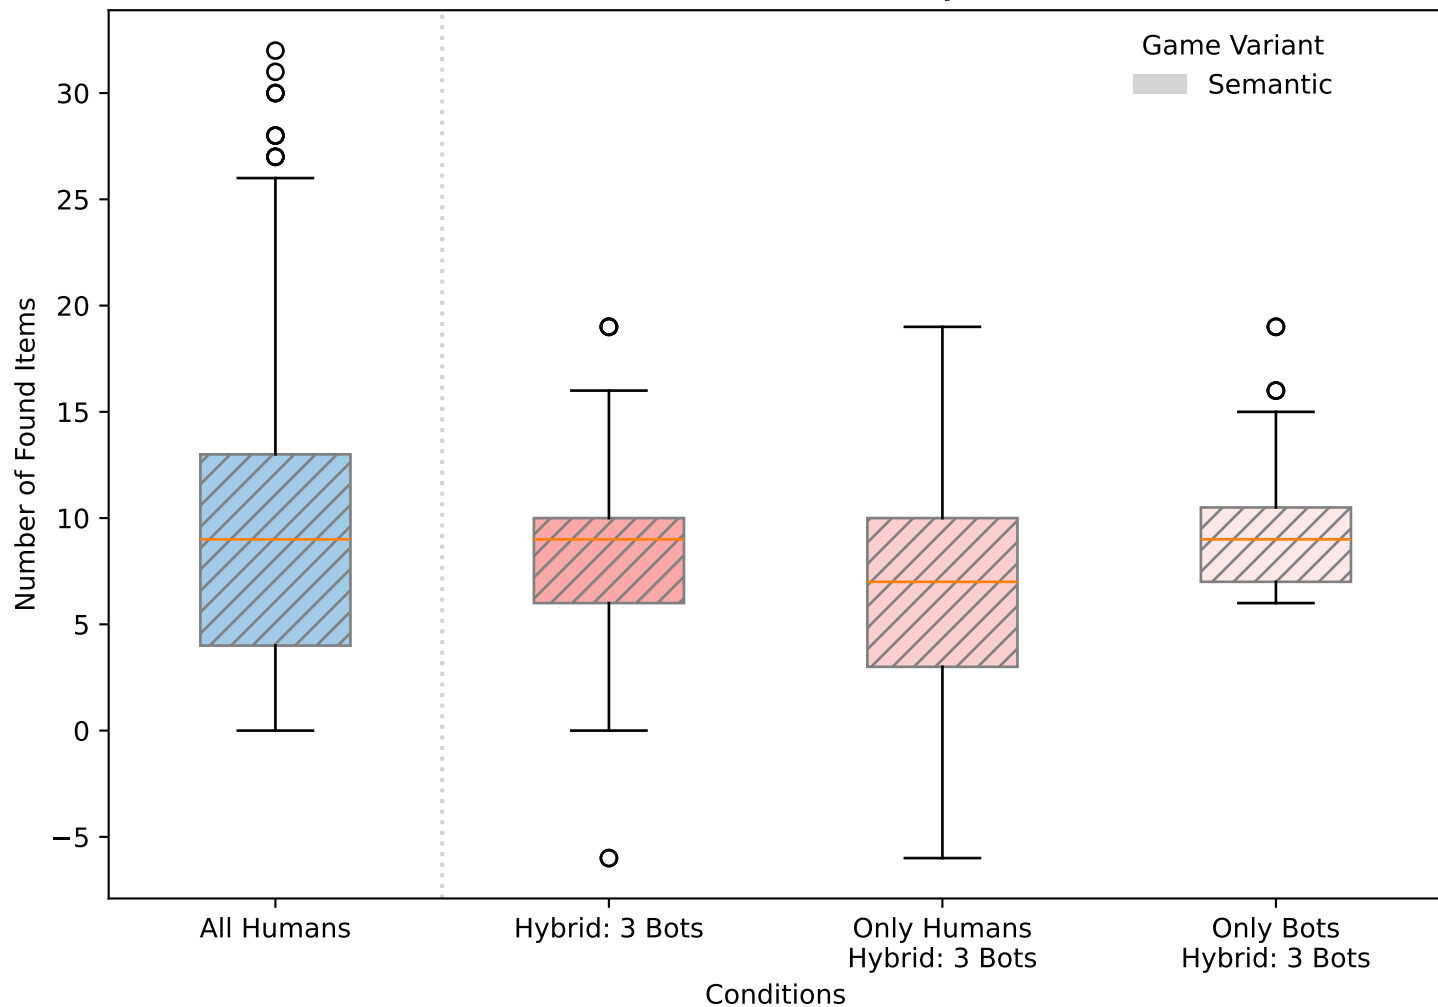 Game Variant
Semantic
30
25
20
15
10
5
0
−5
Number of Found Items
All Humans
Hybrid: 3 Bots
Only Humans
Hybrid: 3 Bots
Only Bots
Hybrid: 3 Bots
Conditions